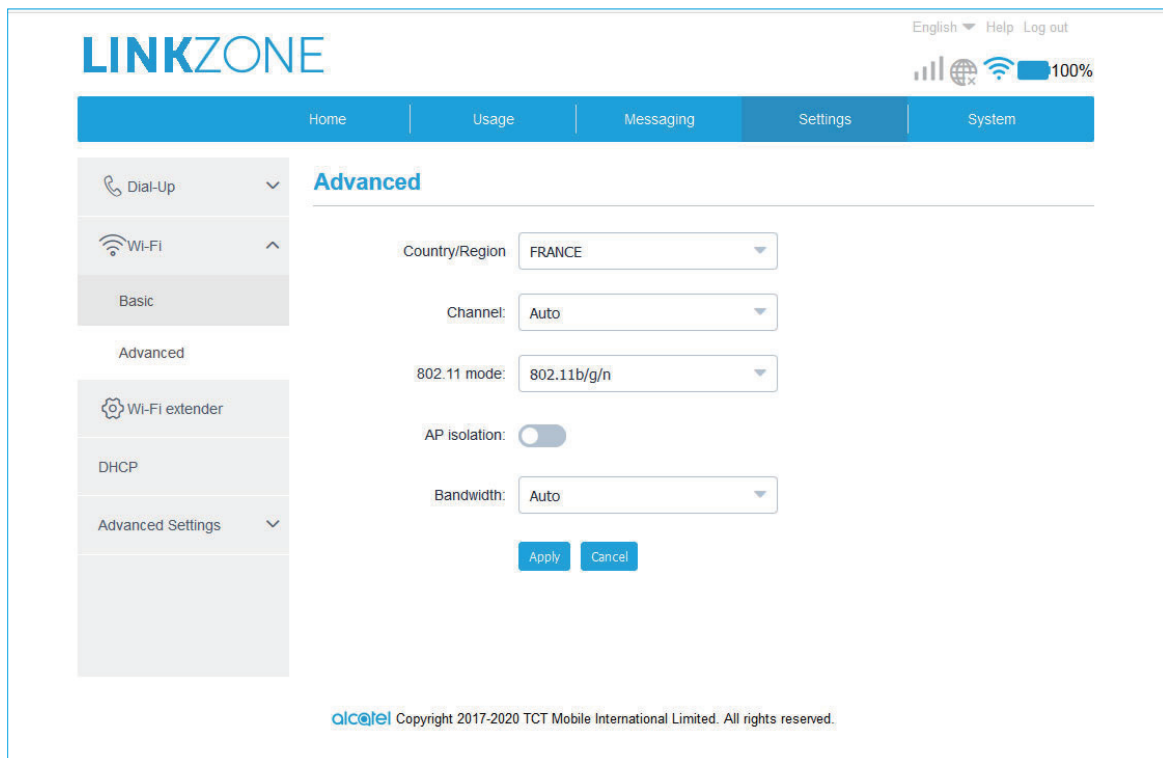 English Help Log out
LINKZONE
100%
Home Usage Messaging Settings System
Dial-Up
Wi-Fi
Basic
Advanced
Wi-Fi extender
DHCP
Advanced Settings
Advanced
Country/Region FRANCE
Channel: Auto
802.11 mode: 802.11b/g/n
AP isolation:
Bandwidth: Auto
Apply Cancel
alcatel Copyright 2017-2020 TCT Mobile International Limited. All rights reserved.